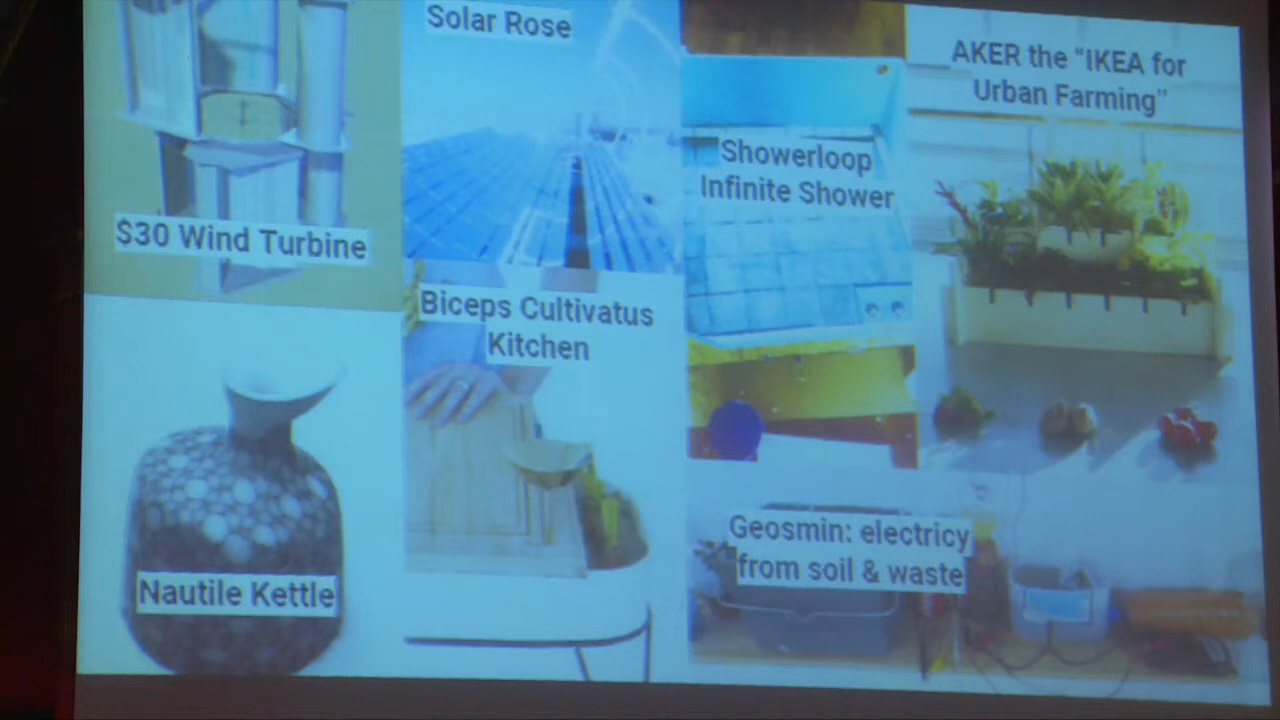 Solar Rose
AKER the "IKEA for
Urban Farming"
Showerloop
Infinite Shower
$30 Wind Turbine
Biceps Cultivatus
Kitchen
Geosmin: electricy
from soil & waste
Nautile Kettle